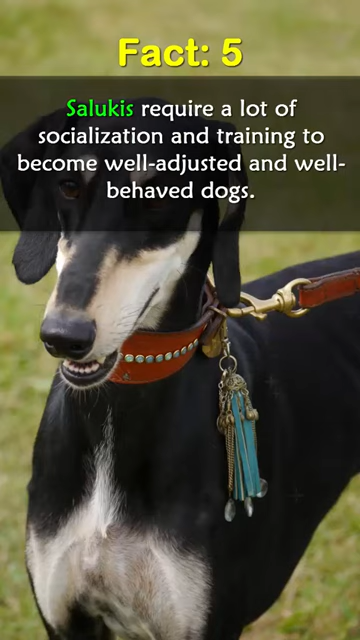 Fact: 5
Salukis require a lot of
socialization and training to
become well-adjusted and well-
behaved dogs.